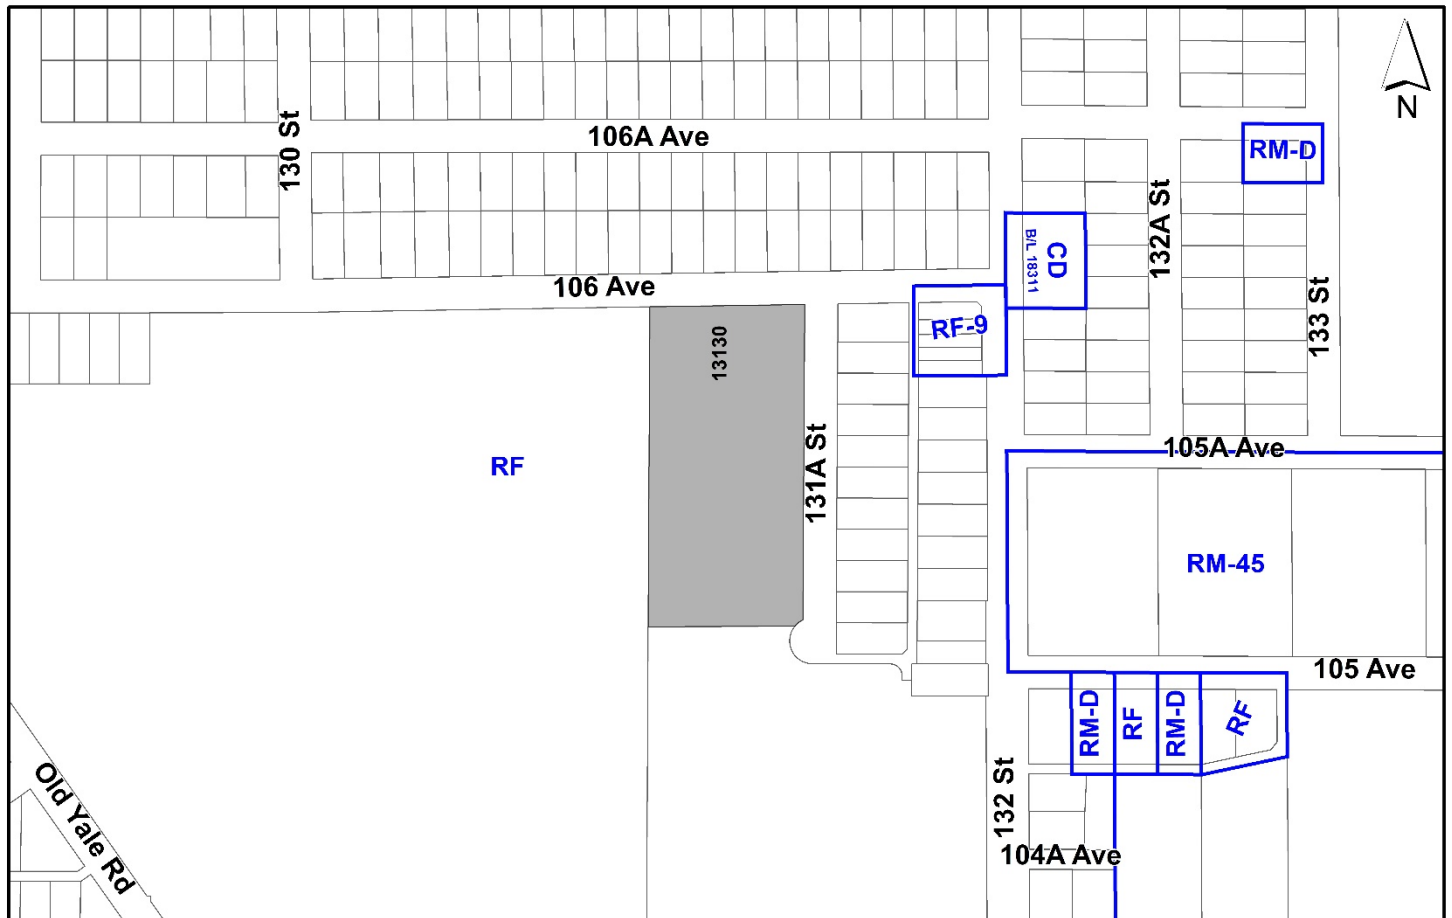 N
130 St
106A Ave
RM-D
132A St
CD
B/L 18311
106 Ave
RF-9
133 St
13130
131A St
105A Ave
RF
RM-45
105 Ave
RM-D
RF
RM-D
RF
132 St
Old Yale Rd
104A Ave